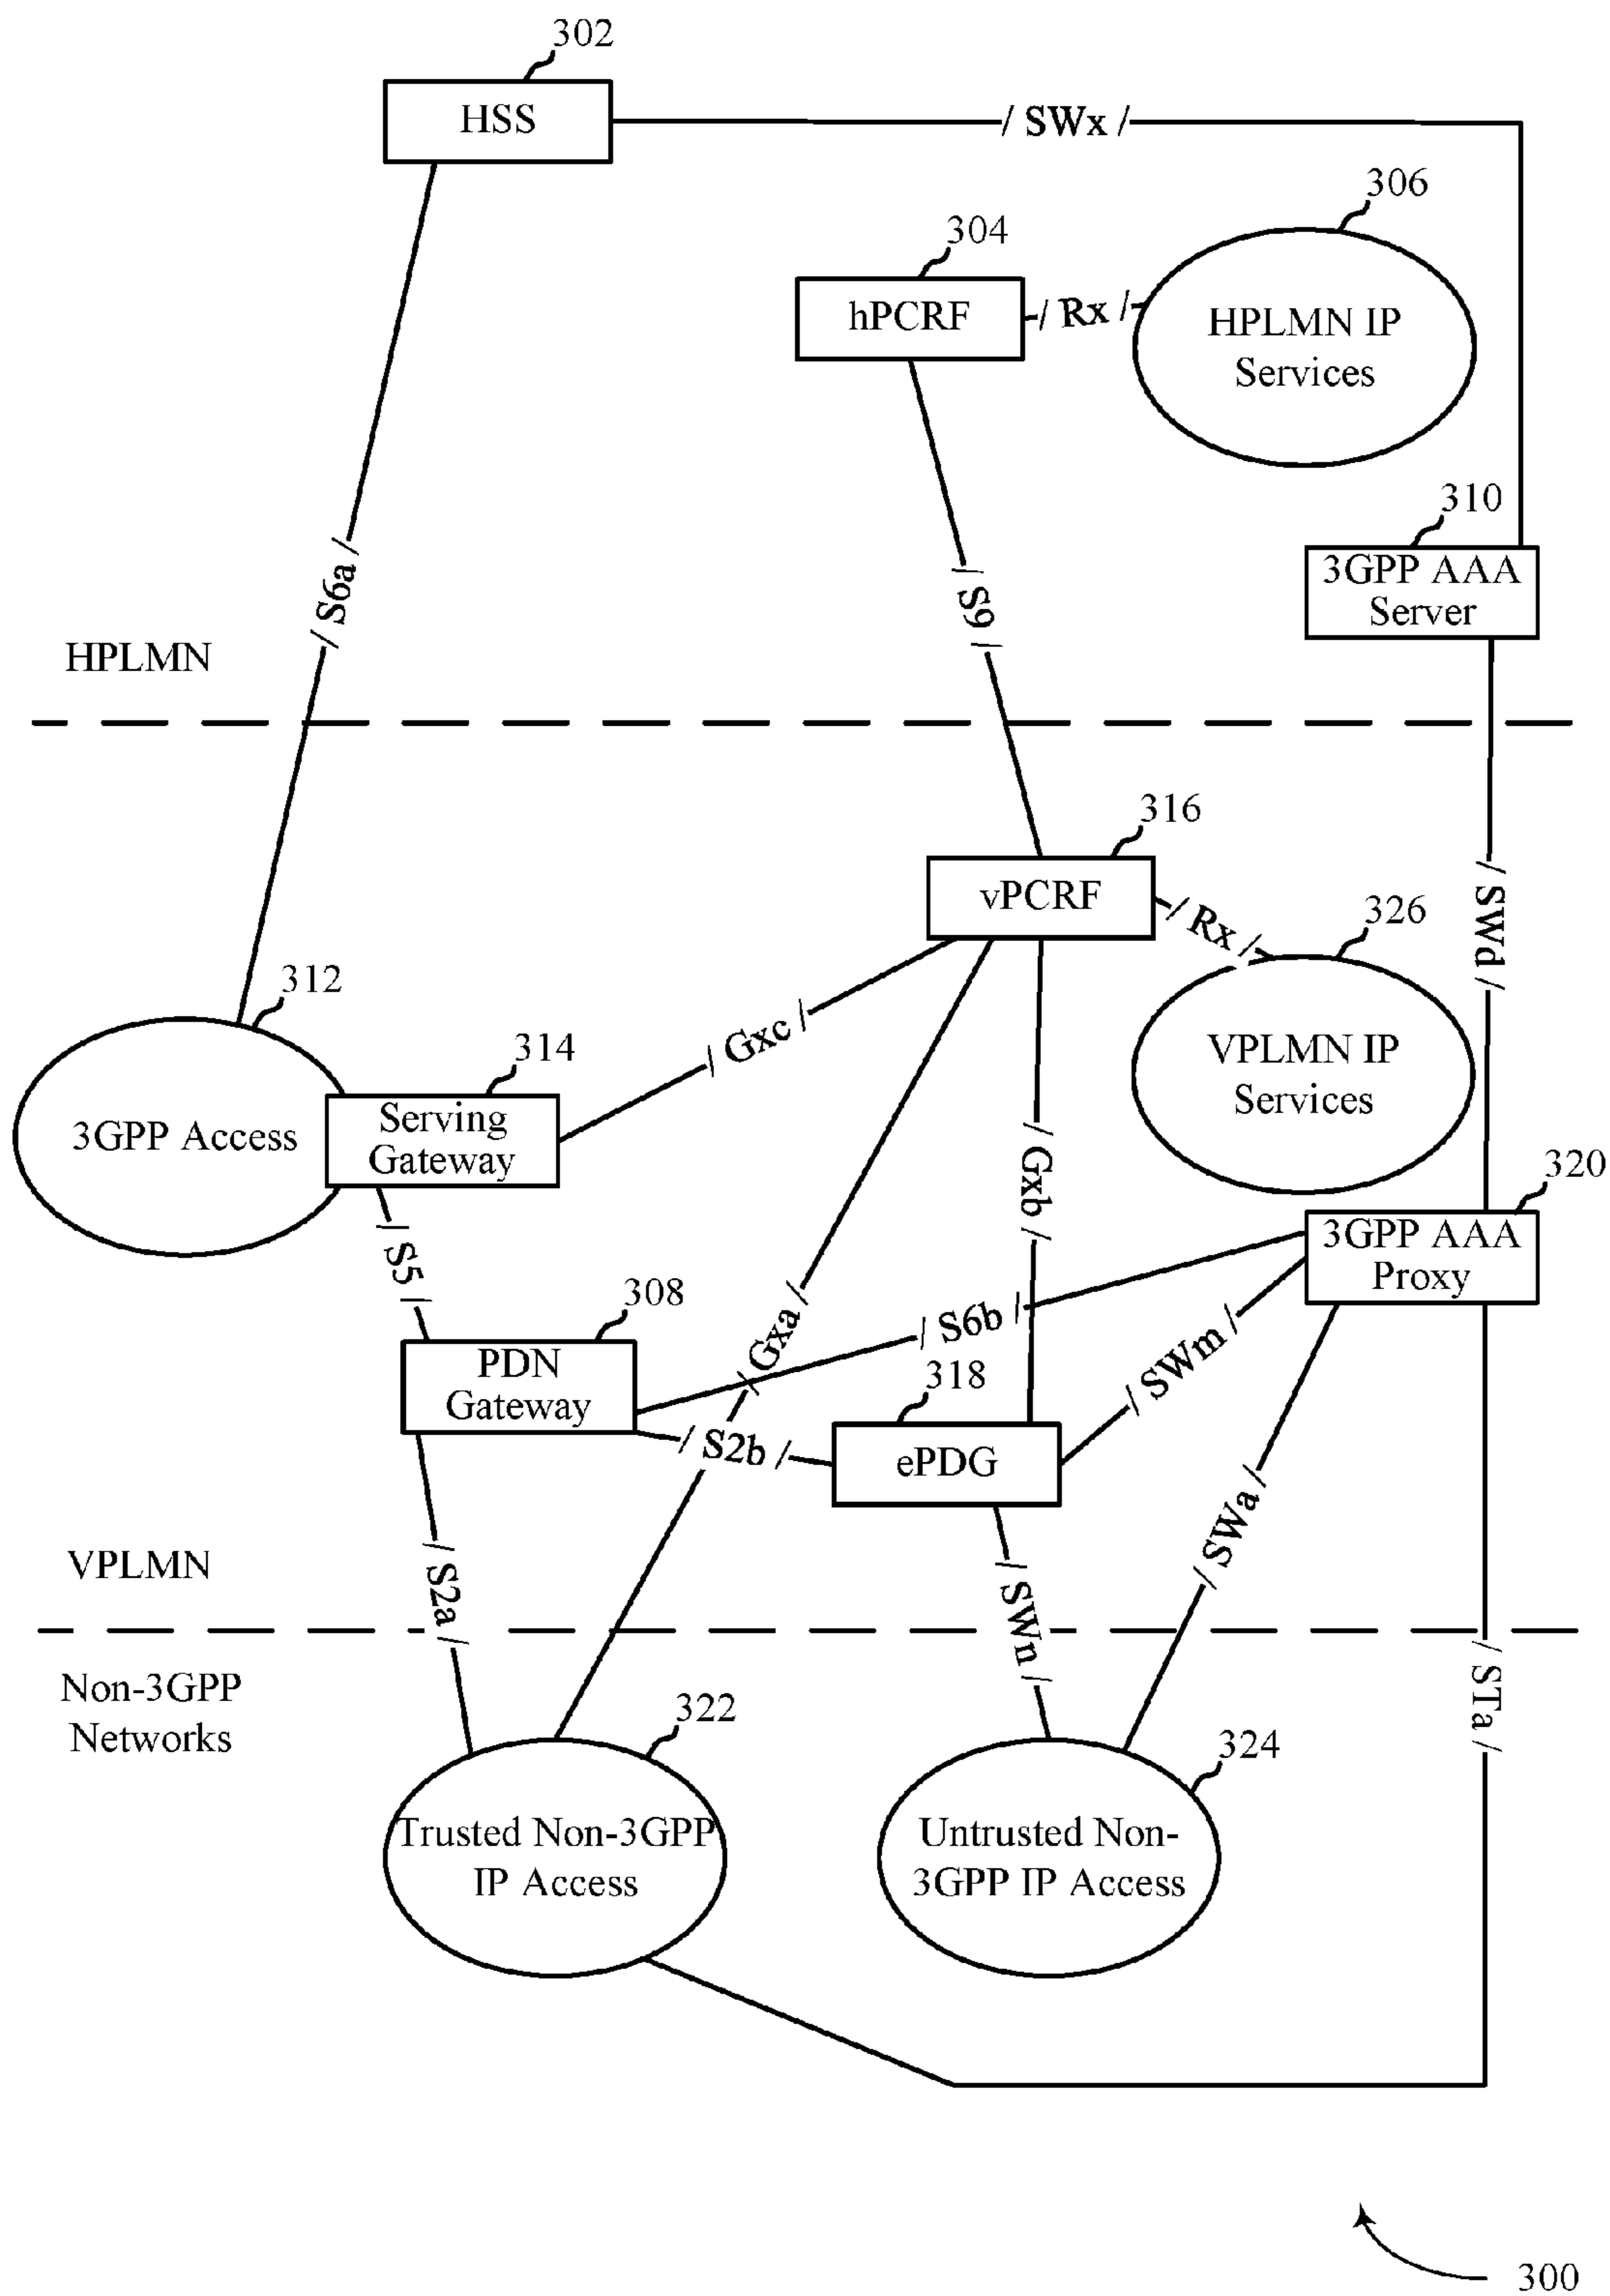 302
HSS
/ SWx /
306
304
hPCRF
/ Rx /
HPLMN IP
Services
310
3GPP AAA
Server
/ S6a /
/ S9 /
HPLMN
316
vPCRF
/ Rx /
326
/ SWd /
312
314
/ Gxc /
VPLMN IP
Services
3GPP Access
Serving
Gateway
/ Gxb /
320
3GPP AAA
Proxy
/ S5 /
308
/ Gxa /
/ S6b /
PDN
Gateway
318
/ SWm /
/ S2b /
ePDG
/ SWa /
VPLMN
/ S2a /
/ SWn /
Non-3GPP
Networks
/ STa /
322
324
Trusted Non-3GPP
IP Access
Untrusted Non-
3GPP IP Access
300